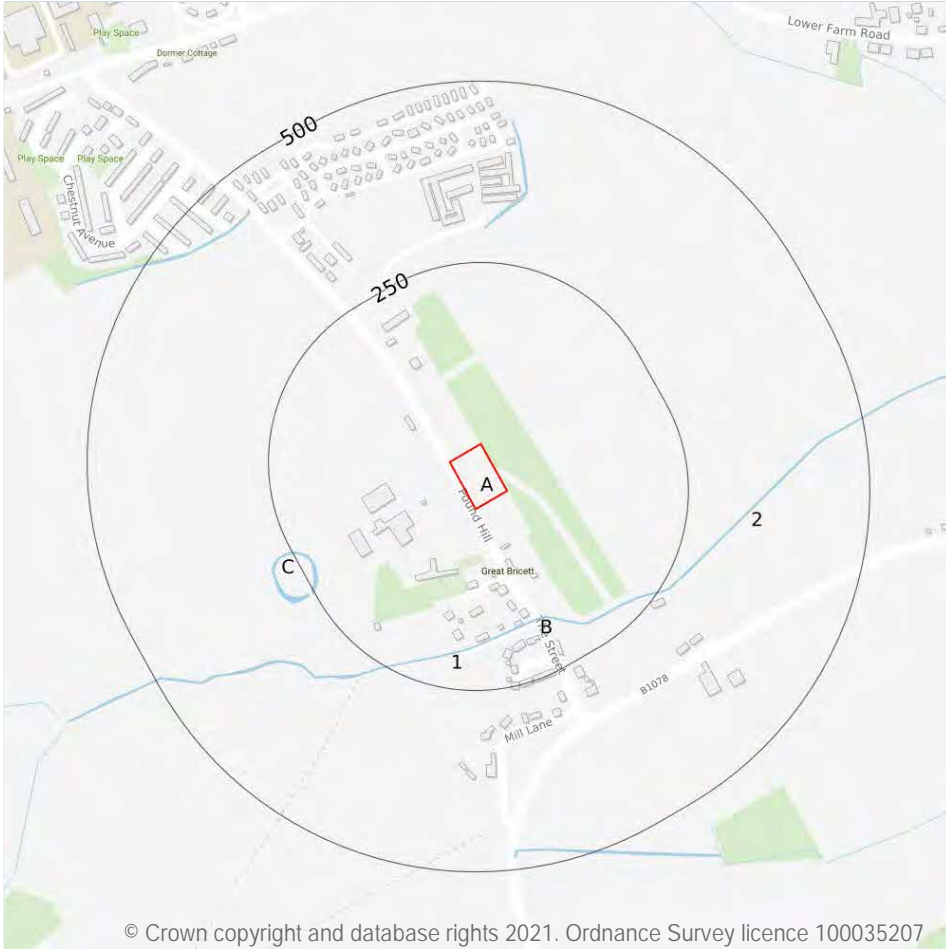 Play Space
Dormer Cottage
Lower Farm Road
500
Play Space
Play Space
Chestnut Avenue
250
A
Pound Hill
2
C
Great Bricett
B
The Street
1
B1078
Mill Lane
© Crown copyright and database rights 2021. Ordnance Survey licence 100035207